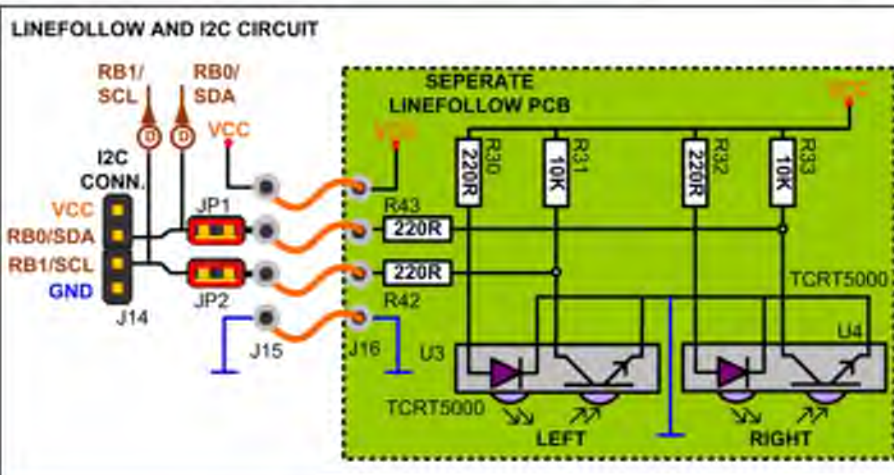 LINEFOLLOW AND I2C CIRCUIT
RB1/
SCL
RB0/
SDA
VCC
I2C
CONN.
VCC
RB0/SDA
RB1/SCL
GND
J14
JP1
JP2
J15
J16
SEPERATE
LINEFOLLOW PCB
VCC
VCC
R43
220R
220R
R42
220R
R30
10K
R31
220R
R32
10K
R33
TCRT5000
U3
U4
TCRT5000
LEFT
RIGHT